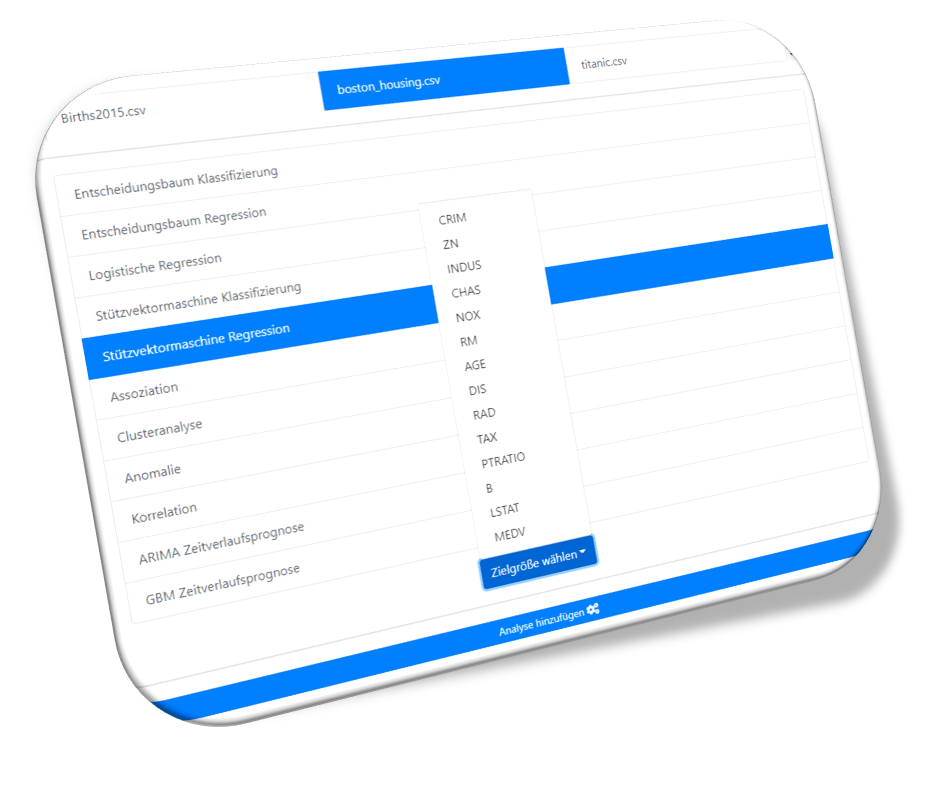 Births2015.csv
boston_housing.csv
titanic.csv
Entscheidungsbaum Klassifizierung
Entscheidungsbaum Regression
Logistische Regression
Stützvektormaschine Klassifizierung
Stützvektormaschine Regression
Assoziation
Clusteranalyse
Anomalie
Korrelation
ARIMA Zeitverlaufsprognose
GBM Zeitverlaufsprognose
CRIM
ZN
INDUS
CHAS
NOX
RM
AGE
DIS
RAD
TAX
PTRATIO
B
LSTAT
MEDV
Zielgröße wählen
Analyse hinzufügen